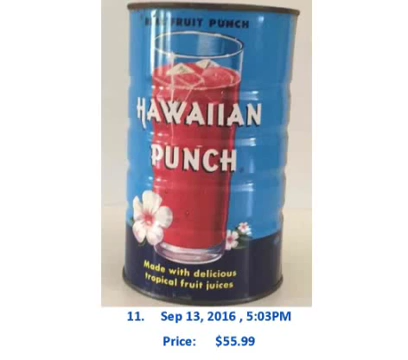 FRUIT PUNCH
HAWAIIAN
PUNCH
Made with delicious
tropical fruit juices
11. Sep 13, 2016 , 5:03PM
Price: $55.99